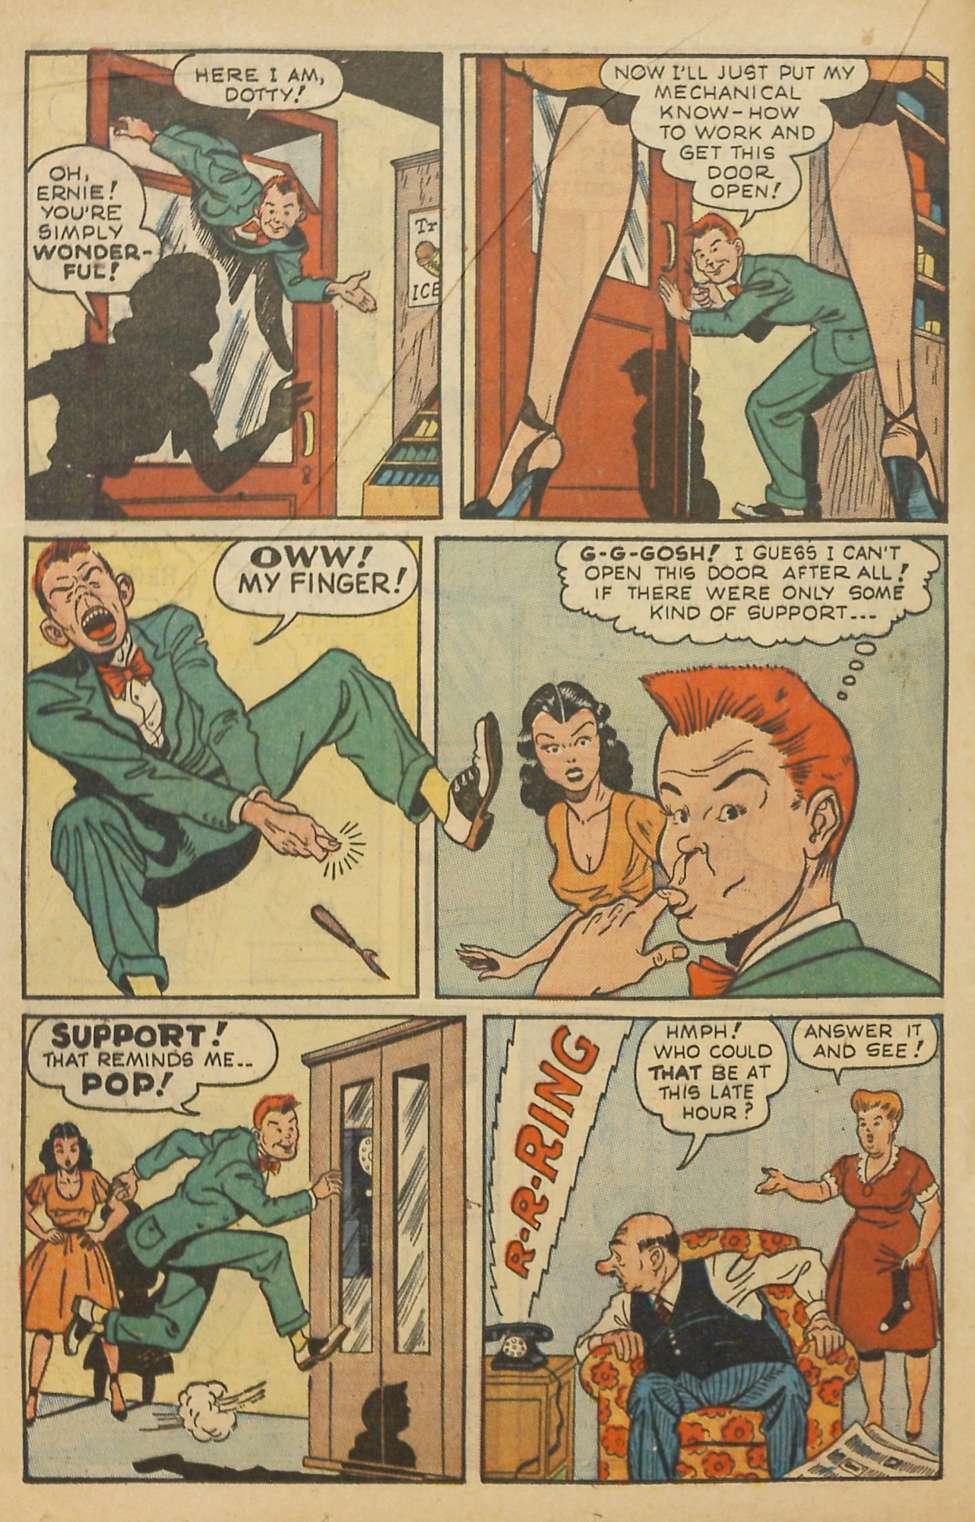 HERE I AM,
DOTTY!
OH,
ERNIE!
YOU'RE
SIMPLY
WONDER-
FUL!
Tr
ICE
NOW I'LL JUST PUT MY
MECHANICAL
KNOW-HOW
TO WORK AND
GET THIS
DOOR
OPEN!
OWW!
MY FINGER!
G-G-GOSH! I GUESS I CAN'T
OPEN THIS DOOR AFTER ALL!
IF THERE WERE ONLY SOME
KIND OF SUPPORT---
SUPPORT!
THAT REMINDS ME--
POP!
R-R-RING
HMPH!
WHO COULD
THAT BE AT
THIS LATE
HOUR?
ANSWER IT
AND SEE!